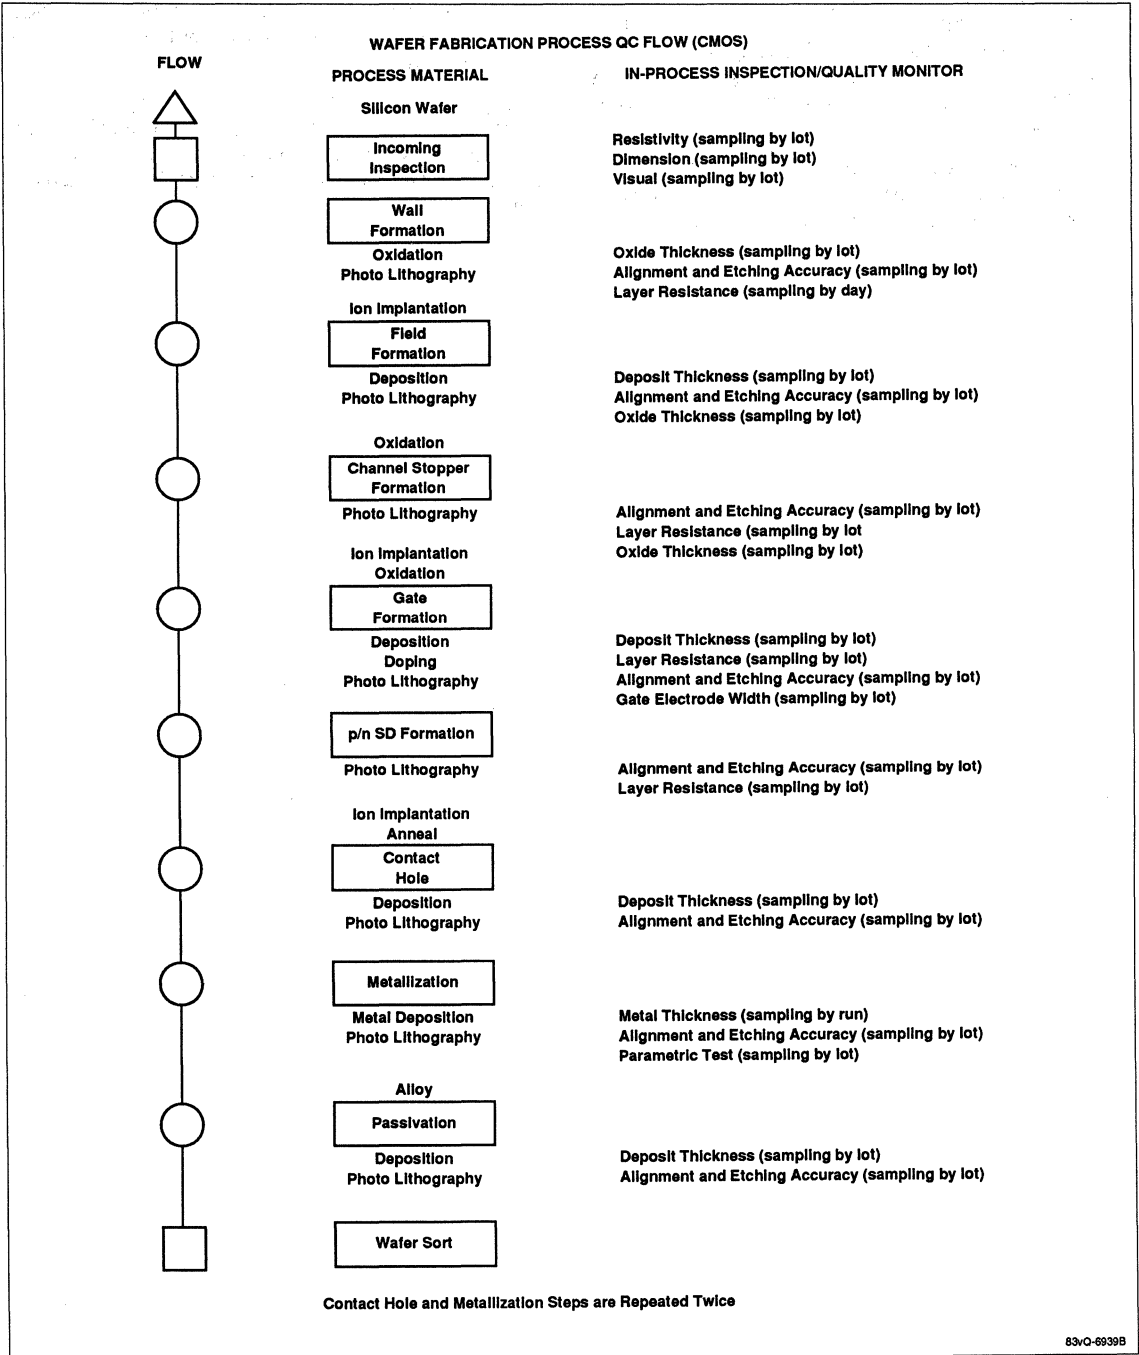 WAFER FABRICATION PROCESS QC FLOW (CMOS)
FLOW
PROCESS MATERIAL
IN-PROCESS INSPECTION/QUALITY MONITOR
Silicon Wafer
Incoming
Inspection
Resistivity (sampling by lot)
Dimension (sampling by lot)
Visual (sampling by lot)
Wall
Formation
Oxidation
Photo Lithography
Oxide Thickness (sampling by lot)
Alignment and Etching Accuracy (sampling by lot)
Layer Resistance (sampling by day)
Ion Implantation
Field
Formation
Deposition
Photo Lithography
Deposit Thickness (sampling by lot)
Alignment and Etching Accuracy (sampling by lot)
Oxide Thickness (sampling by lot)
Oxidation
Channel Stopper
Formation
Photo Lithography
Alignment and Etching Accuracy (sampling by lot)
Layer Resistance (sampling by lot
Oxide Thickness (sampling by lot)
Ion Implantation
Oxidation
Gate
Formation
Deposition
Doping
Photo Lithography
Deposit Thickness (sampling by lot)
Layer Resistance (sampling by lot)
Alignment and Etching Accuracy (sampling by lot)
Gate Electrode Width (sampling by lot)
p/n SD Formation
Photo Lithography
Alignment and Etching Accuracy (sampling by lot)
Layer Resistance (sampling by lot)
Ion Implantation
Anneal
Contact
Hole
Deposition
Photo Lithography
Deposit Thickness (sampling by lot)
Alignment and Etching Accuracy (sampling by lot)
Metallization
Metal Deposition
Photo Lithography
Metal Thickness (sampling by run)
Alignment and Etching Accuracy (sampling by lot)
Parametric Test (sampling by lot)
Alloy
Passivation
Deposition
Photo Lithography
Deposit Thickness (sampling by lot)
Alignment and Etching Accuracy (sampling by lot)
Wafer Sort
Contact Hole and Metallization Steps are Repeated Twice
83vQ-6939B